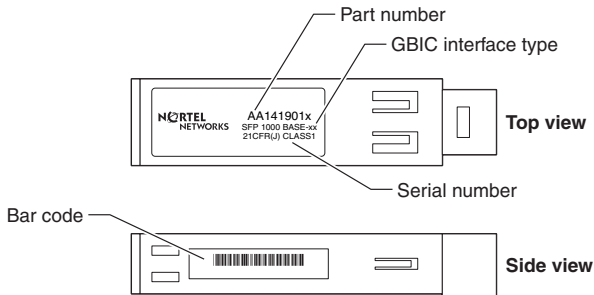 Part number
GBIC interface type
NORTEL
NETWORKS
AA141901x
SFP 1000 BASE-xx
21CFR(J) CLASS1
Top view
Serial number
Bar code
Side view